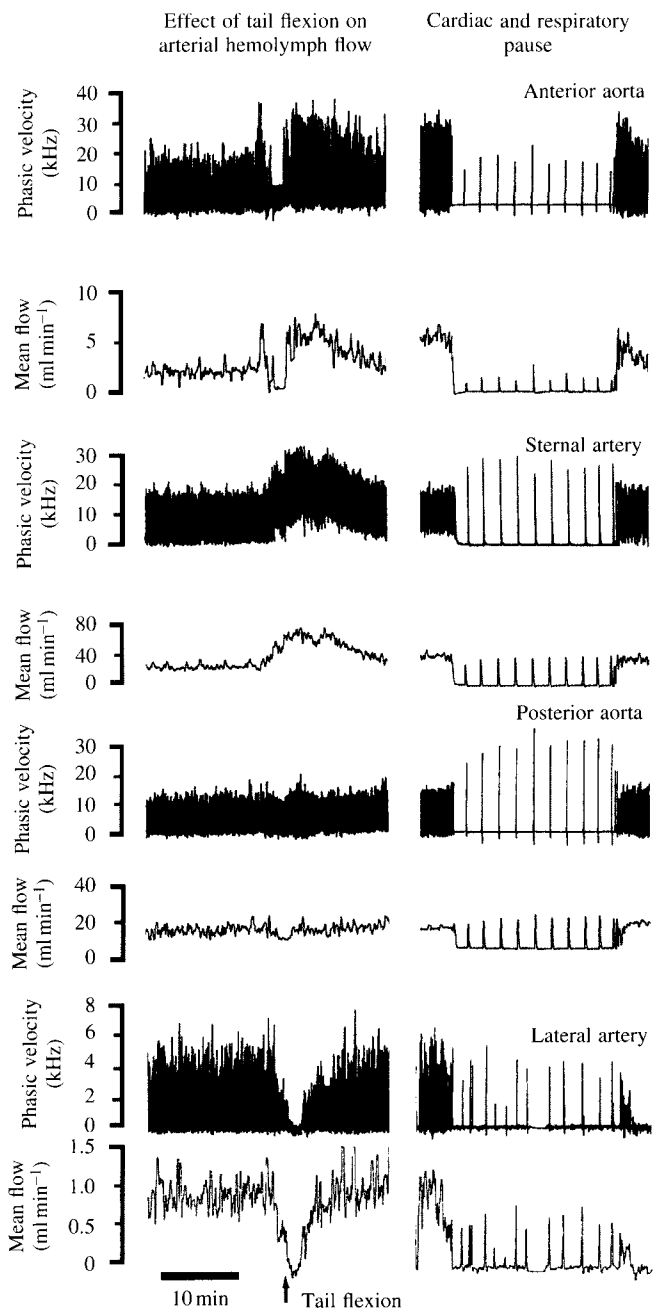 Effect of tail flexion on
arterial hemolymph flow
Cardiac and respiratory
pause
Anterior aorta
Phasic velocity
(kHz)
40
30
20
10
0
Mean flow
(ml min⁻¹)
10
5
0
Sternal artery
Phasic velocity
(kHz)
30
20
10
0
Mean flow
(ml min⁻¹)
80
40
0
Posterior aorta
Phasic velocity
(kHz)
30
20
10
0
Mean flow
(ml min⁻¹)
40
20
0
Lateral artery
Phasic velocity
(kHz)
8
6
4
2
0
Mean flow
(ml min⁻¹)
1.5
1.0
0.5
0
10 min
Tail flexion